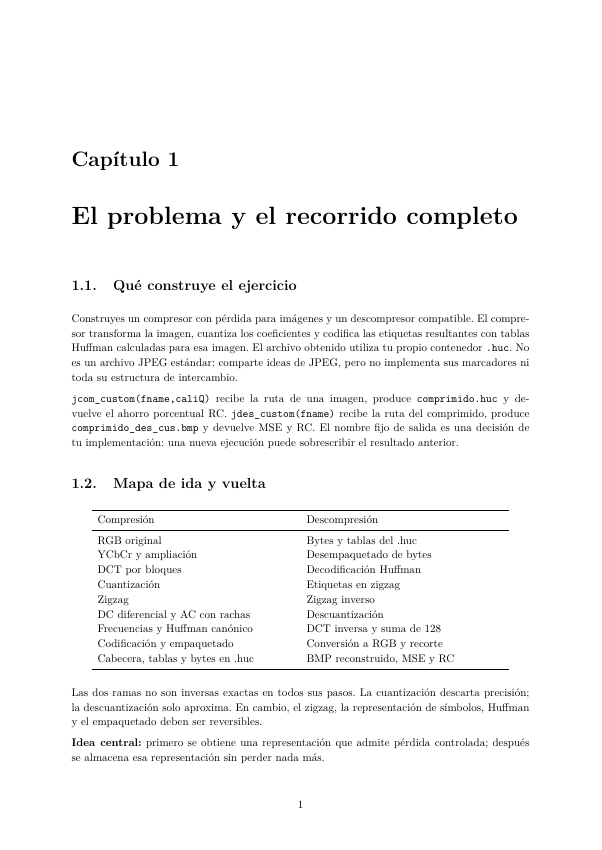 Capítulo 1
El problema y el recorrido completo
1.1. Qué construye el ejercicio
Construyes un compresor con pérdida para imágenes y un descompresor compatible. El compre-
sor transforma la imagen, cuantiza los coeficientes y codifica las etiquetas resultantes con tablas
Huffman calculadas para esa imagen. El archivo obtenido utiliza tu propio contenedor .huc. No
es un archivo JPEG estándar: comparte ideas de JPEG, pero no implementa sus marcadores ni
toda su estructura de intercambio.
jcom_custom(fname,caliQ) recibe la ruta de una imagen, produce comprimido.huc y de-
vuelve el ahorro porcentual RC. jdes_custom(fname) recibe la ruta del comprimido, produce
comprimido_des_cus.bmp y devuelve MSE y RC. El nombre fijo de salida es una decisión de
tu implementación: una nueva ejecución puede sobrescribir el resultado anterior.
1.2. Mapa de ida y vuelta
Compresión Descompresión
RGB original Bytes y tablas del .huc
YCbCr y ampliación Desempaquetado de bytes
DCT por bloques Decodificación Huffman
Cuantización Etiquetas en zigzag
Zigzag Zigzag inverso
DC diferencial y AC con rachas Descuantización
Frecuencias y Huffman canónico DCT inversa y suma de 128
Codificación y empaquetado Conversión a RGB y recorte
Cabecera, tablas y bytes en .huc BMP reconstruido, MSE y RC
Las dos ramas no son inversas exactas en todos sus pasos. La cuantización descarta precisión;
la descuantización solo aproxima. En cambio, el zigzag, la representación de símbolos, Huffman
y el empaquetado deben ser reversibles.
Idea central: primero se obtiene una representación que admite pérdida controlada; después
se almacena esa representación sin perder nada más.
1